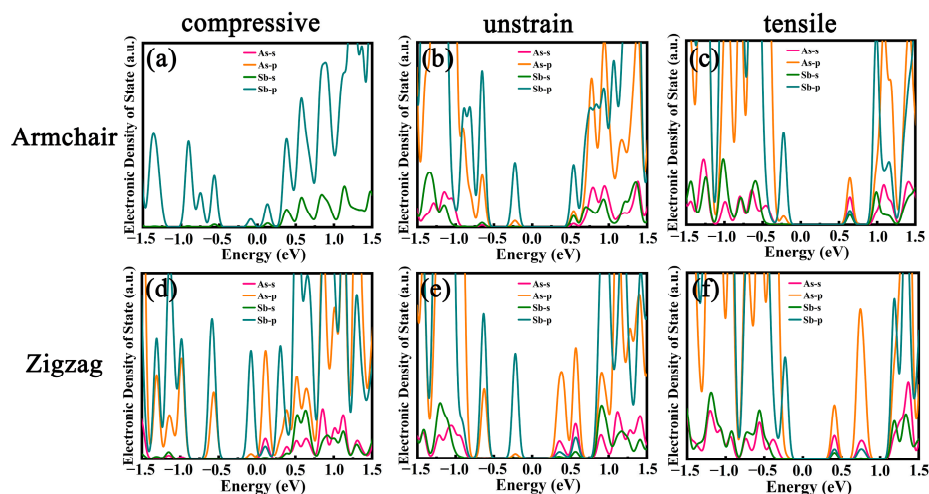 compressive unstrain tensile
Armchair
(a)
As-s
As-p
Sb-s
Sb-p
Electronic Density of State (a.u.)
−1.5 −1.0 −0.5 0.0 0.5 1.0 1.5
Energy (eV)
(b)
As-s
As-p
Sb-s
Sb-p
Electronic Density of State (a.u.)
−1.5 −1.0 −0.5 0.0 0.5 1.0 1.5
Energy (eV)
(c)
As-s
As-p
Sb-s
Sb-p
Electronic Density of State (a.u.)
−1.5 −1.0 −0.5 0.0 0.5 1.0 1.5
Energy (eV)
Zigzag
(d)
As-s
As-p
Sb-s
Sb-p
Electronic Density of State (a.u.)
−1.5 −1.0 −0.5 0.0 0.5 1.0 1.5
Energy (eV)
(e)
As-s
As-p
Sb-s
Sb-p
Electronic Density of State (a.u.)
−1.5 −1.0 −0.5 0.0 0.5 1.0 1.5
Energy (eV)
(f)
As-s
As-p
Sb-s
Sb-p
Electronic Density of State (a.u.)
−1.5 −1.0 −0.5 0.0 0.5 1.0 1.5
Energy (eV)